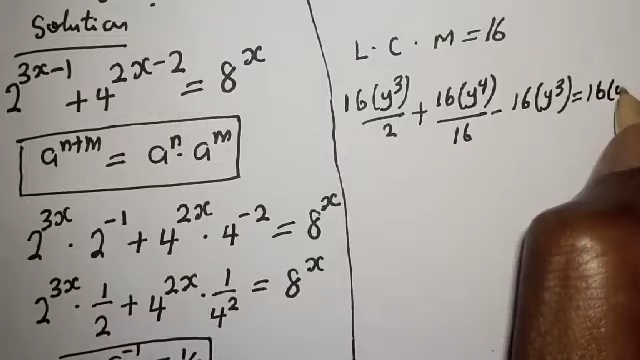 Solution
2^{3x-1} + 4^{2x-2} = 8^x
a^{n+m} = a^n · a^m
2^{3x} · 2^{-1} + 4^{2x} · 4^{-2} = 8^x
2^{3x} · 1/2 + 4^{2x} · 1/4^2 = 8^x
L.C.M = 16
16(y^3)/2 + 16(y^4)/16 - 16(y^3) = 16(